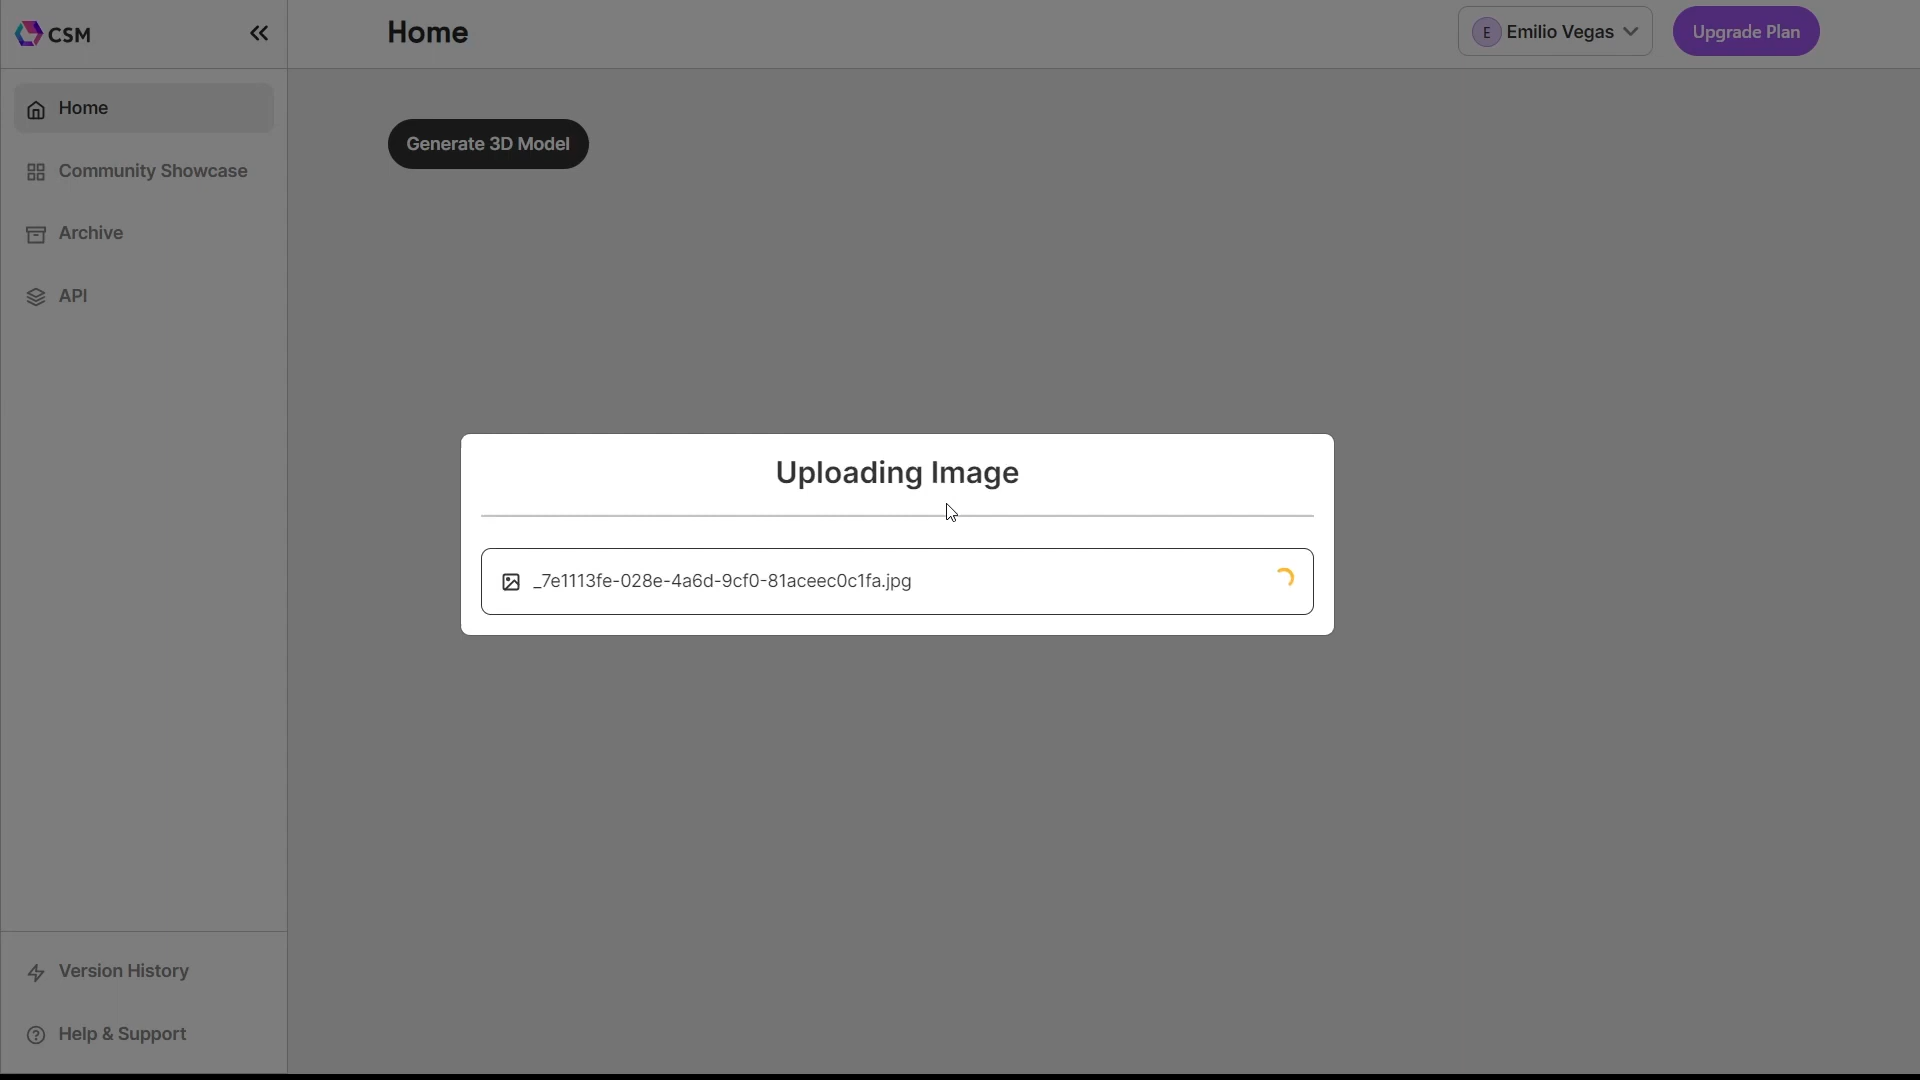 CSM
Home
Emilio Vegas
E
Upgrade Plan
Home
Community Showcase
Archive
API
Generate 3D Model
Uploading Image
_7e1113fe-028e-4a6d-9cf0-81aceec0c1fa.jpg
Version History
Help & Support